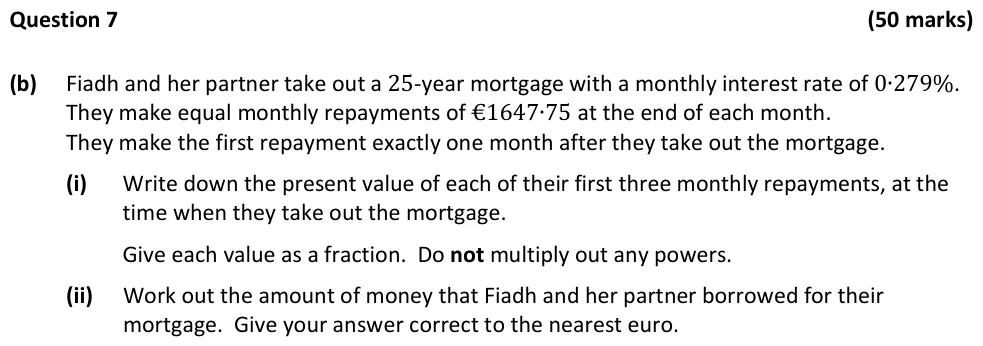 Question 7 (50 marks)
(b) Fiadh and her partner take out a 25-year mortgage with a monthly interest rate of 0·279%.
They make equal monthly repayments of €1647·75 at the end of each month.
They make the first repayment exactly one month after they take out the mortgage.
(i) Write down the present value of each of their first three monthly repayments, at the
time when they take out the mortgage.
Give each value as a fraction. Do not multiply out any powers.
(ii) Work out the amount of money that Fiadh and her partner borrowed for their
mortgage. Give your answer correct to the nearest euro.